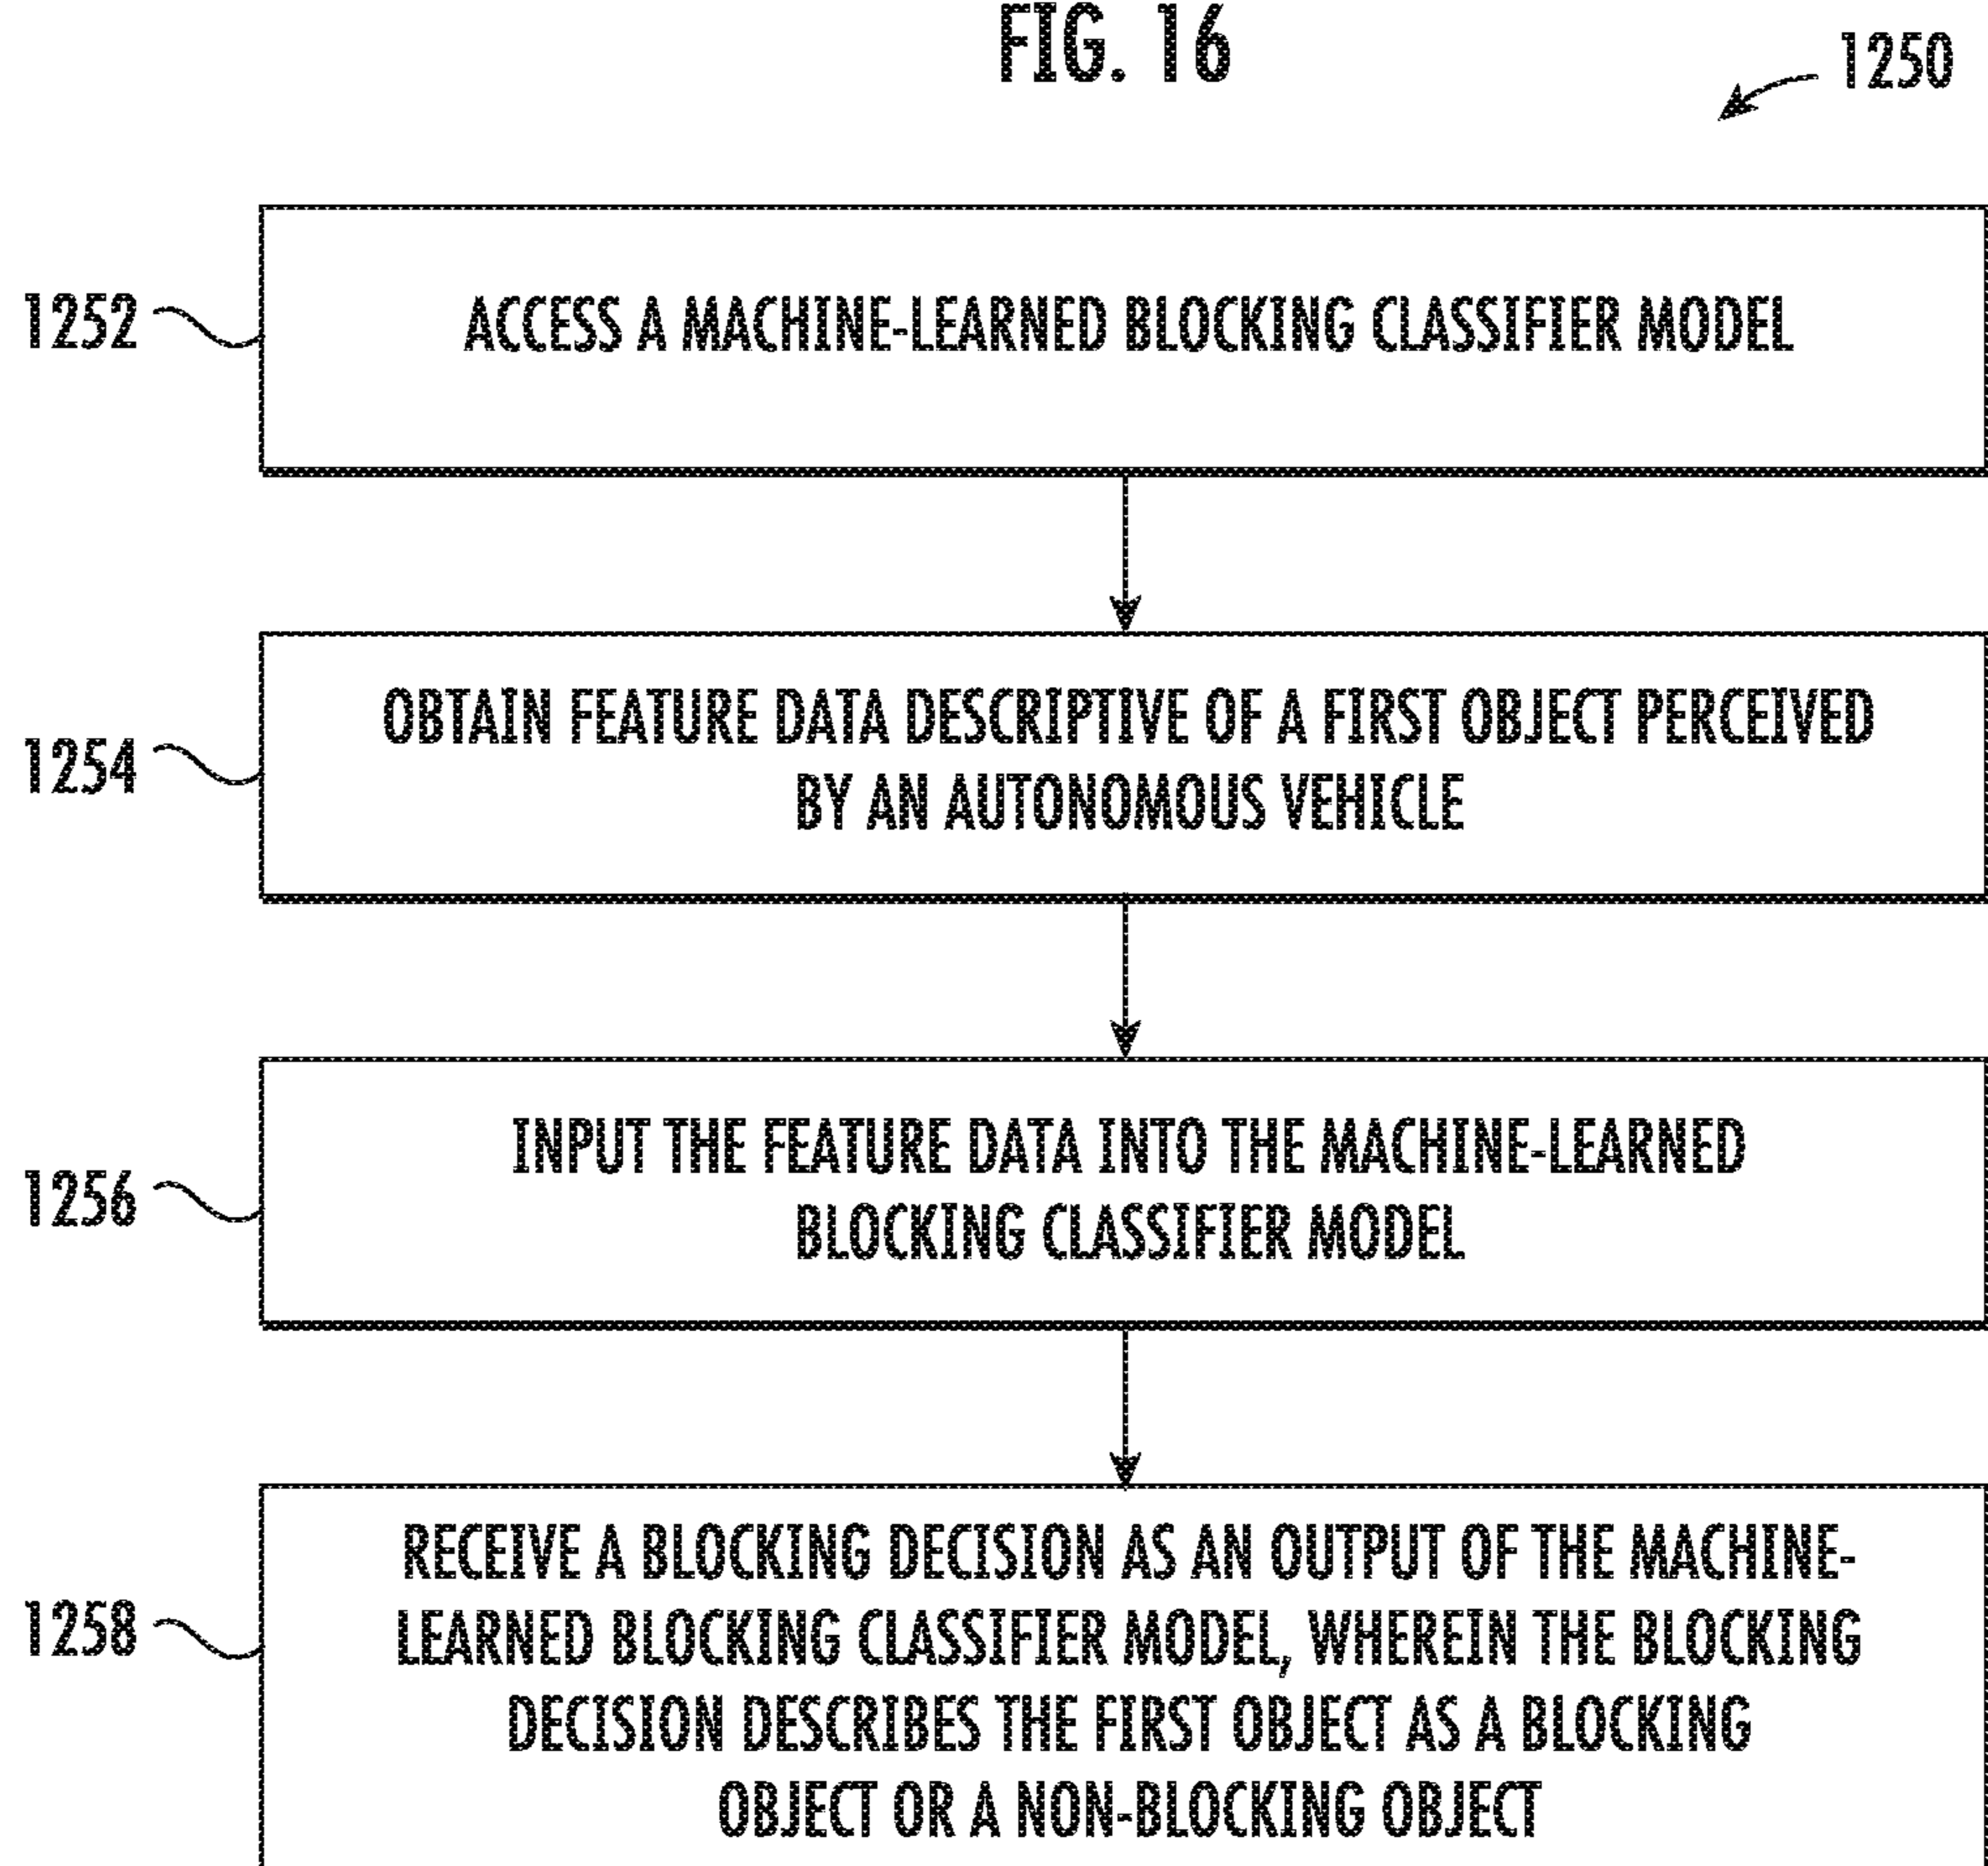 FIG. 16
1250
1252
ACCESS A MACHINE-LEARNED BLOCKING CLASSIFIER MODEL
1254
OBTAIN FEATURE DATA DESCRIPTIVE OF A FIRST OBJECT PERCEIVED
BY AN AUTONOMOUS VEHICLE
1256
INPUT THE FEATURE DATA INTO THE MACHINE-LEARNED
BLOCKING CLASSIFIER MODEL
1258
RECEIVE A BLOCKING DECISION AS AN OUTPUT OF THE MACHINE-
LEARNED BLOCKING CLASSIFIER MODEL, WHEREIN THE BLOCKING
DECISION DESCRIBES THE FIRST OBJECT AS A BLOCKING
OBJECT OR A NON-BLOCKING OBJECT